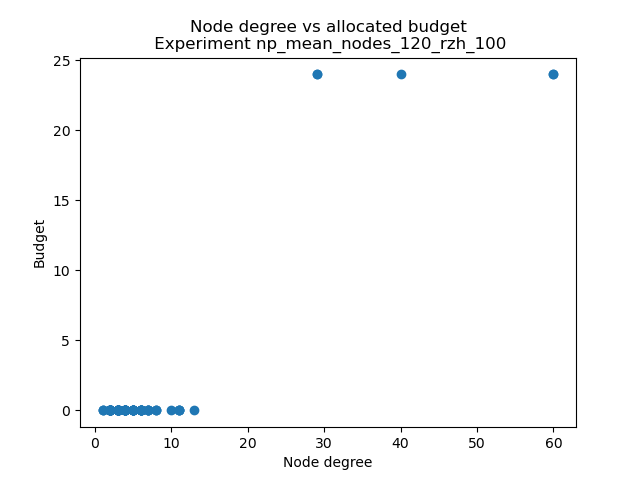 Node degree vs allocated budget
Experiment np_mean_nodes_120_rzh_100
25
20
15
10
5
0
Budget
0 10 20 30 40 50 60
Node degree